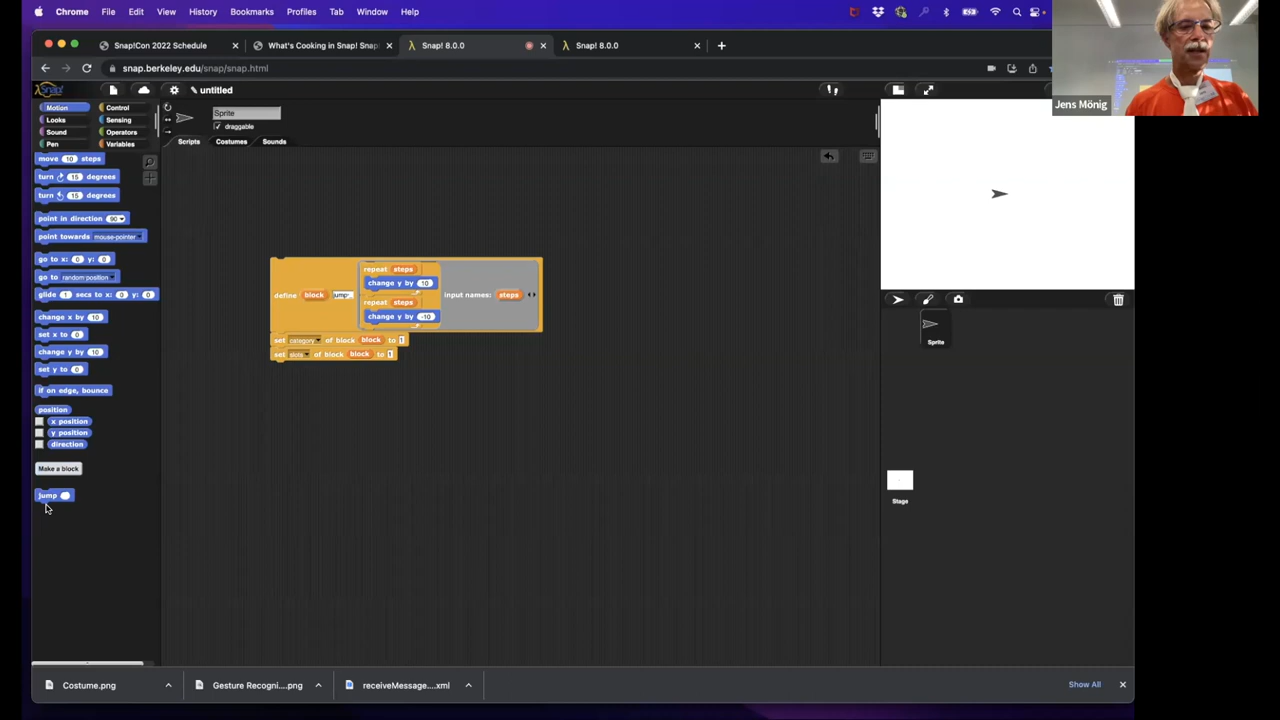 Chrome File Edit View History Bookmarks Profiles Tab Window Help
Snap!Con 2022 Schedule
What's Cooking in Snap! Snap!
Snap! 8.0.0
Snap! 8.0.0
snap.berkeley.edu/snap/snap.html
Jens Mönig
Snap!
untitled
Motion Control
Looks Sensing
Sound Operators
Pen Variables
Sprite
draggable
Scripts Costumes Sounds
move 10 steps
turn 15 degrees
turn 15 degrees
point in direction 90
point towards mouse-pointer
go to x: 0 y: 0
go to random position
glide 1 secs to x: 0 y: 0
change x by 10
set x to 0
change y by 10
set y to 0
if on edge, bounce
position
x position
y position
direction
Make a block
jump
repeat steps
change y by 10
define block jump input names: steps
repeat steps
change y by -10
set category of block block to 1
set slots of block block to 1
Sprite
Stage
Costume.png
Gesture Recogni....png
receiveMessage....xml
Show All